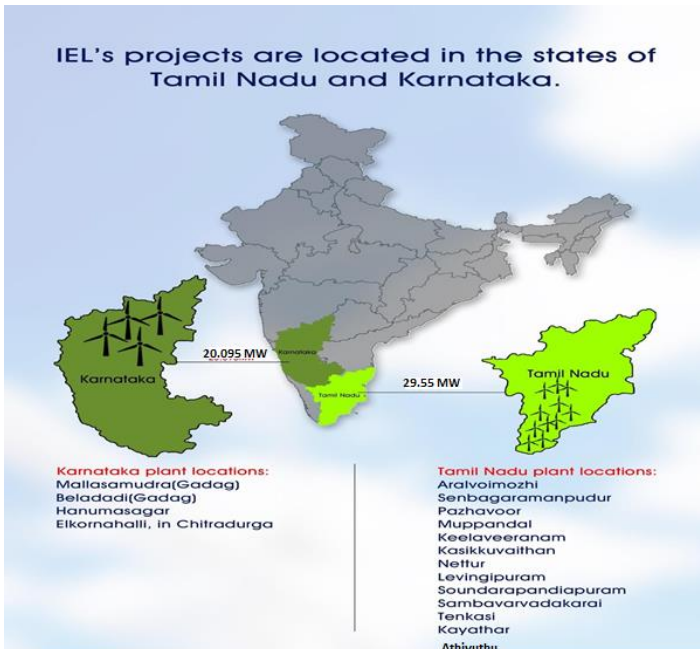 IEL's projects are located in the states of
Tamil Nadu and Karnataka.
Karnataka
20.095 MW
Karnataka
Tamil Nadu
29.55 MW
Tamil Nadu
Karnataka plant locations:
Mallasamudra(Gadag)
Beladadi(Gadag)
Hanumasagar
Elkornahalli, in Chitradurga
Tamil Nadu plant locations:
Aralvoimozhi
Senbagaramanpudur
Pazhavoor
Muppandal
Keelaveeranam
Kasikkuvaithan
Nettur
Levingipuram
Soundarapandiapuram
Sambavarvadakarai
Tenkasi
Kayathar